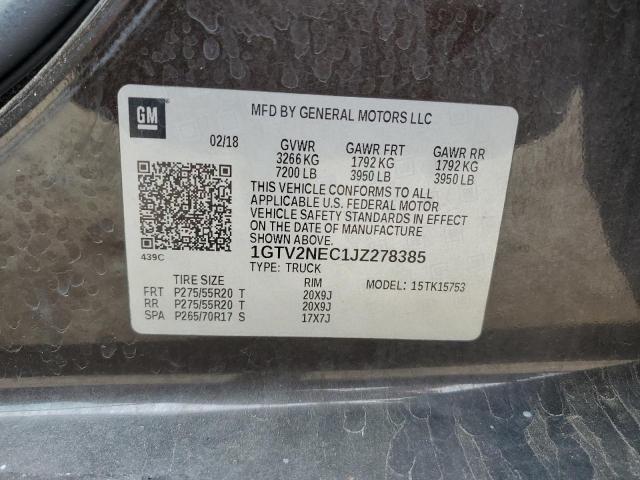 GM
MFD BY GENERAL MOTORS LLC
02/18 GVWR GAWR FRT GAWR RR
3266 KG 1792 KG 1792 KG
7200 LB 3950 LB 3950 LB
THIS VEHICLE CONFORMS TO ALL
APPLICABLE U.S. FEDERAL MOTOR
VEHICLE SAFETY STANDARDS IN EFFECT
ON THE DATE OF MANUFACTURE
SHOWN ABOVE.
439C 1GTV2NEC1JZ278385
TYPE: TRUCK
TIRE SIZE RIM MODEL: 15TK15753
FRT P275/55R20 T 20X9J
RR P275/55R20 T 20X9J
SPA P265/70R17 S 17X7J